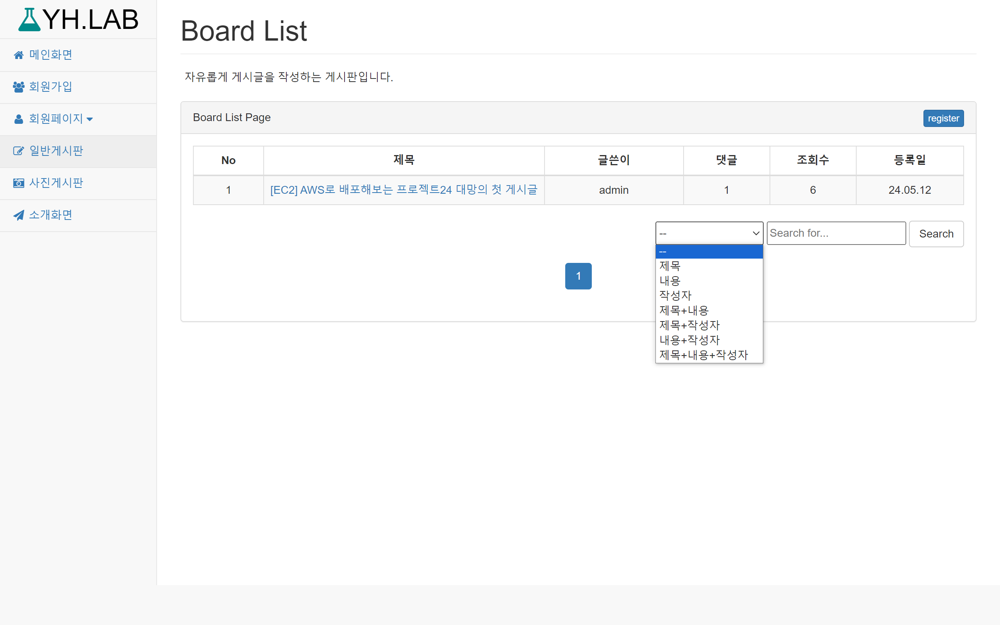 YH.LAB
메인화면
회원가입
회원페이지
일반게시판
사진게시판
소개화면
Board List
자유롭게 게시글을 작성하는 게시판입니다.
Board List Page register
No 제목 글쓴이 댓글 조회수 등록일
1 [EC2] AWS로 배포해보는 프로젝트24 대망의 첫 게시글 admin 1 6 24.05.12
-- Search for... Search
--
제목
내용
작성자
제목+내용
제목+작성자
내용+작성자
제목+내용+작성자
1